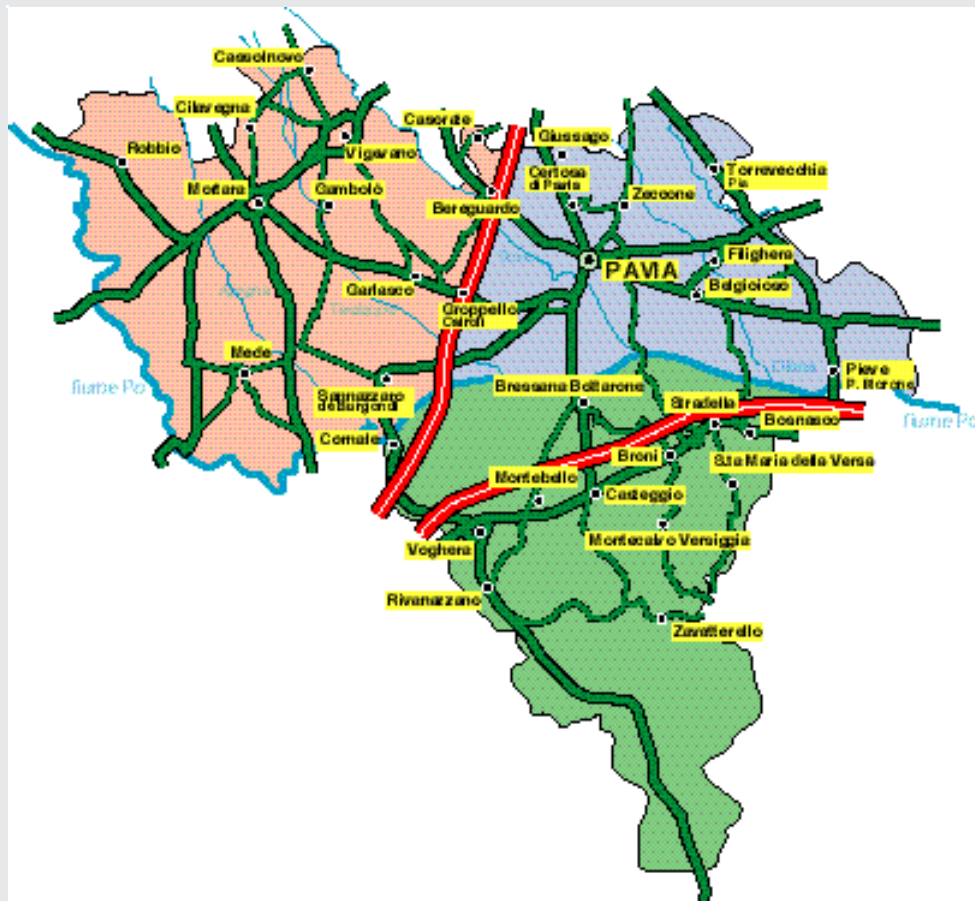 Cassolnovo
Cilavegna
Casorate
Giussago
Robbio
Vigevano
Certosa
di Pavia
Torrevecchia
Pia
Mortara
Gambolò
Zeccone
Bereguardo
Filighera
PAVIA
Garlasco
Belgioioso
Groppello
Cairoli
Mede
Pieve
P. Morone
fiume Po
Sannazzaro
de Burgondi
Bressana Bottarone
Stradella
Bosnasco
fiume Po
Cornale
Broni
S.ta Maria della Versa
Montebello
Casteggio
Voghera
Montecalvo Versiggia
Rivanazzano
Zavatterello